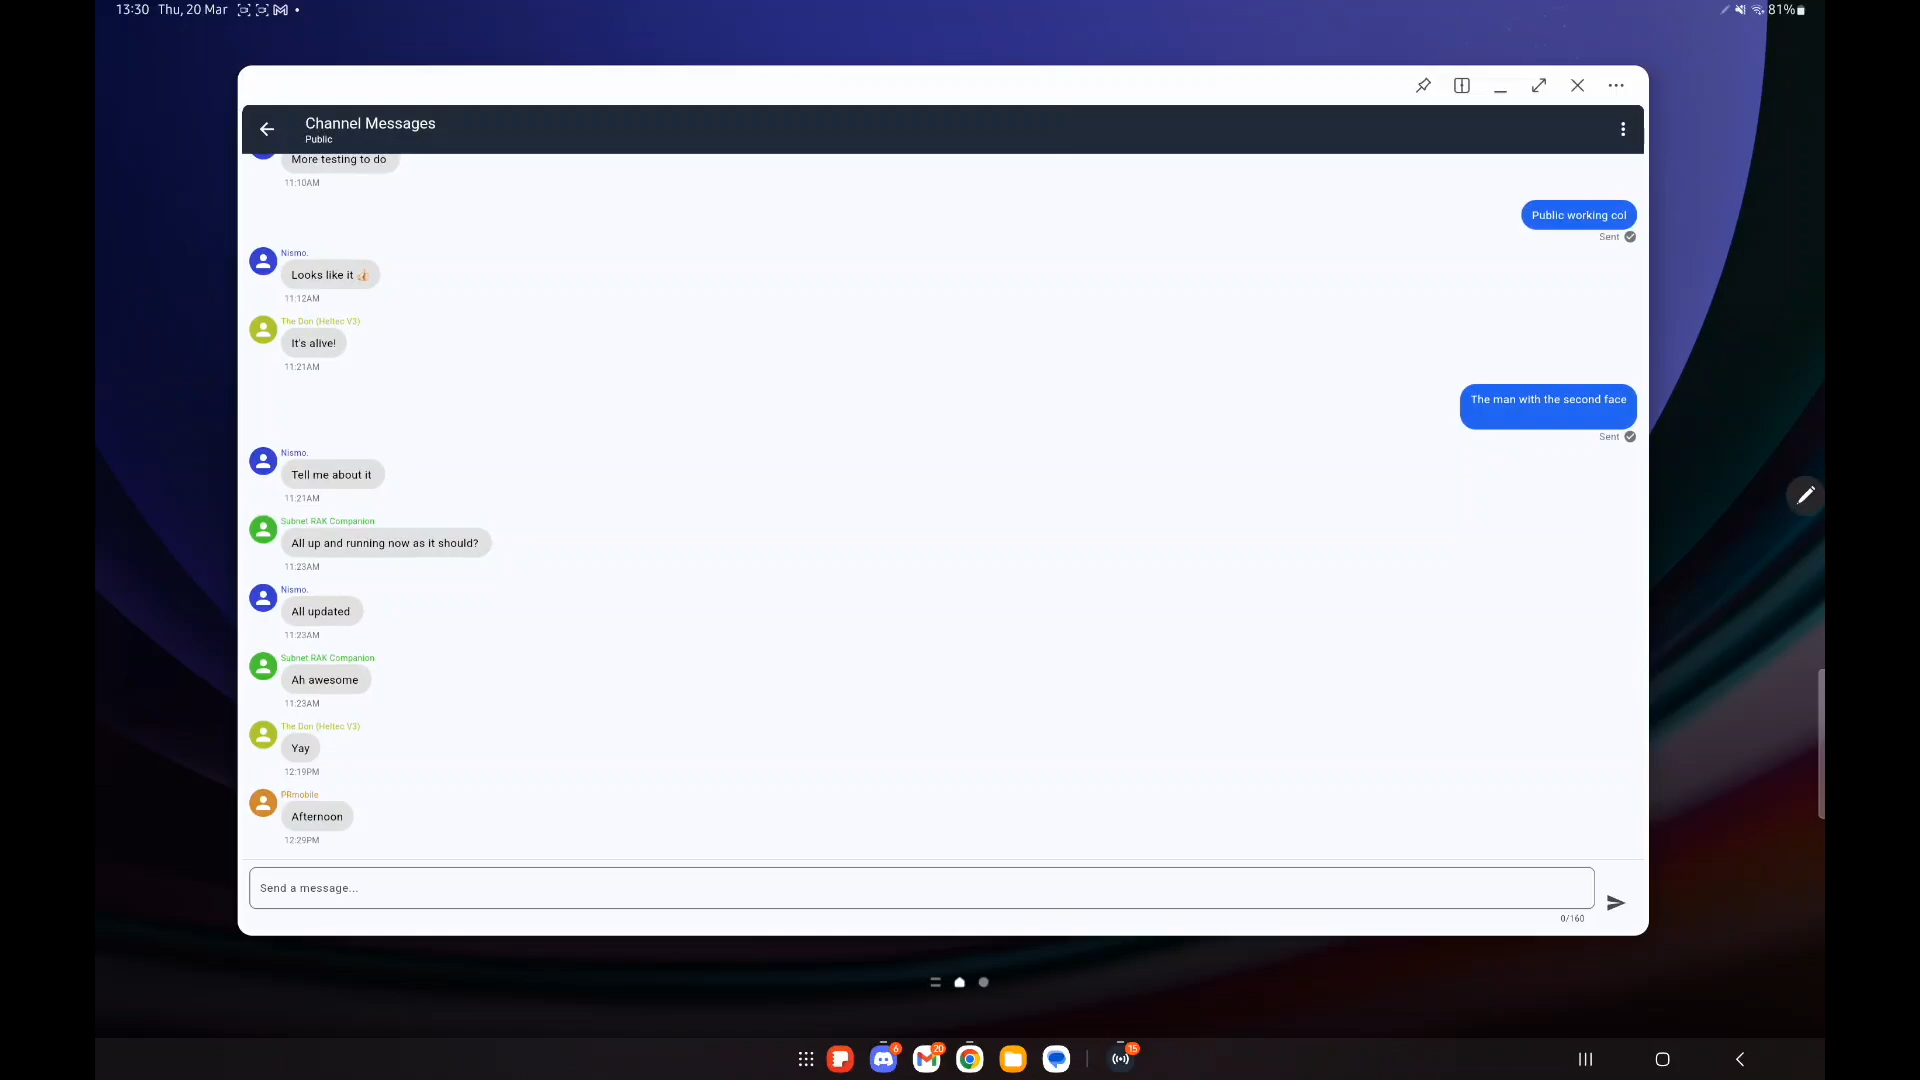 13:30 Thu, 20 Mar
81%
Channel Messages
Public
More testing to do
11:10AM
Public working col
Sent
Nismo.
Looks like it 👍🏻
11:12AM
The Don (Heltec V3)
It's alive!
11:21AM
The man with the second face
Sent
Nismo.
Tell me about it
11:21AM
Subnet RAK Companion
All up and running now as it should?
11:23AM
Nismo.
All updated
11:23AM
Subnet RAK Companion
Ah awesome
11:23AM
The Don (Heltec V3)
Yay
12:19PM
PRmobile
Afternoon
12:29PM
Send a message...
0/160
6
20
15